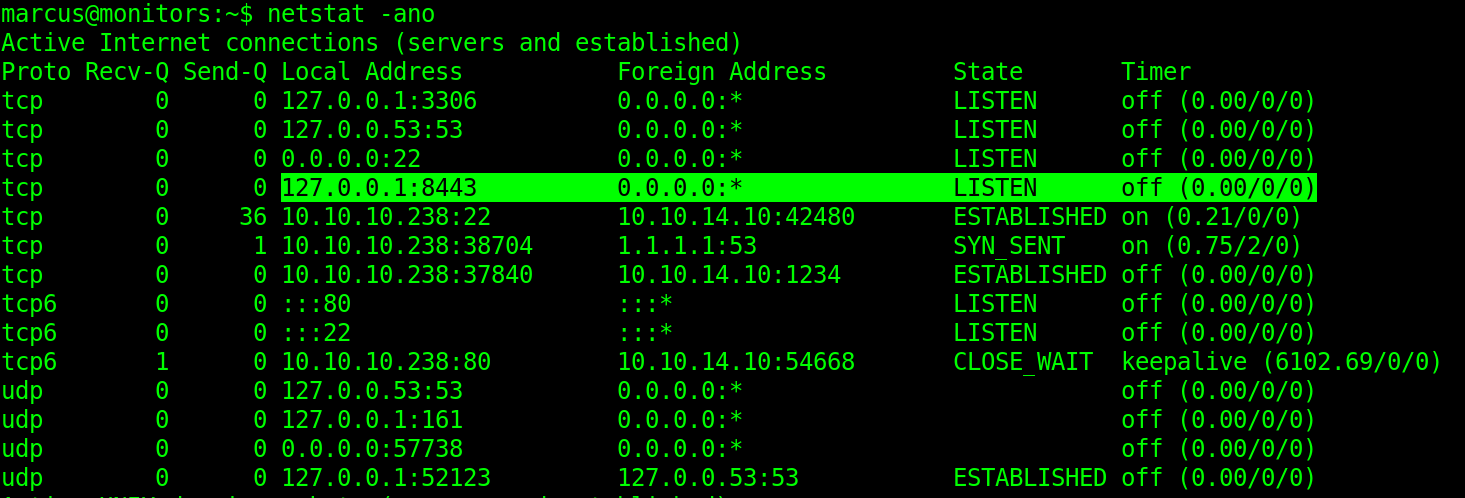 marcus@monitors:~$ netstat -ano
Active Internet connections (servers and established)
Proto Recv-Q Send-Q Local Address           Foreign Address         State       Timer
tcp        0      0 127.0.0.1:3306          0.0.0.0:*               LISTEN      off (0.00/0/0)
tcp        0      0 127.0.0.53:53           0.0.0.0:*               LISTEN      off (0.00/0/0)
tcp        0      0 0.0.0.0:22              0.0.0.0:*               LISTEN      off (0.00/0/0)
tcp        0      0 127.0.0.1:8443          0.0.0.0:*               LISTEN      off (0.00/0/0)
tcp        0     36 10.10.10.238:22         10.10.14.10:42480       ESTABLISHED on (0.21/0/0)
tcp        0      1 10.10.10.238:38704      1.1.1.1:53              SYN_SENT    on (0.75/2/0)
tcp        0      0 10.10.10.238:37840      10.10.14.10:1234        ESTABLISHED off (0.00/0/0)
tcp6       0      0 :::80                   :::*                    LISTEN      off (0.00/0/0)
tcp6       0      0 :::22                   :::*                    LISTEN      off (0.00/0/0)
tcp6       1      0 10.10.10.238:80         10.10.14.10:54668       CLOSE_WAIT  keepalive (6102.69/0/0)
udp        0      0 127.0.0.53:53           0.0.0.0:*                           off (0.00/0/0)
udp        0      0 127.0.0.1:161           0.0.0.0:*                           off (0.00/0/0)
udp        0      0 0.0.0.0:57738           0.0.0.0:*                           off (0.00/0/0)
udp        0      0 127.0.0.1:52123         127.0.0.53:53           ESTABLISHED off (0.00/0/0)